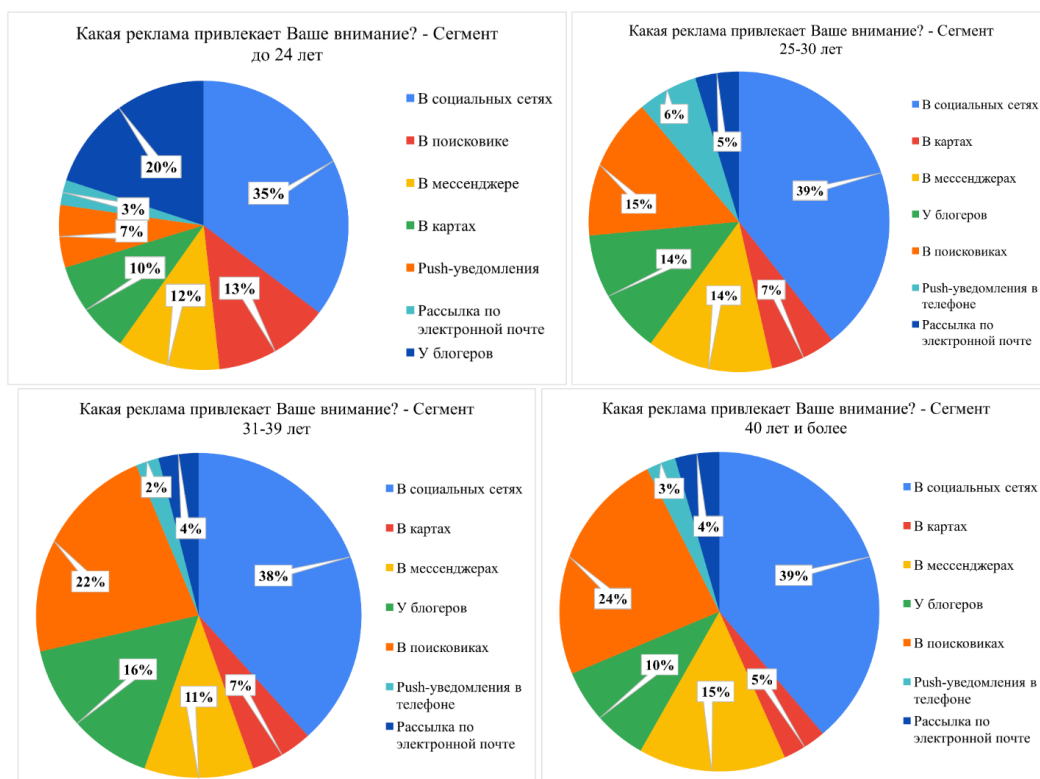 Какая реклама привлекает Ваше внимание? - Сегмент
до 24 лет
35%
13%
12%
10%
7%
3%
20%
В социальных сетях
В поисковике
В мессенджере
В картах
Push-уведомления
Рассылка по
электронной почте
У блогеров
Какая реклама привлекает Ваше внимание? - Сегмент
25-30 лет
39%
7%
14%
14%
15%
6%
5%
В социальных сетях
В картах
В мессенджерах
У блогеров
В поисковиках
Push-уведомления в
телефоне
Рассылка по
электронной почте
Какая реклама привлекает Ваше внимание? - Сегмент
31-39 лет
38%
7%
11%
16%
22%
2%
4%
В социальных сетях
В картах
В мессенджерах
У блогеров
В поисковиках
Push-уведомления в
телефоне
Рассылка по
электронной почте
Какая реклама привлекает Ваше внимание? - Сегмент
40 лет и более
39%
5%
15%
10%
24%
3%
4%
В социальных сетях
В картах
В мессенджерах
У блогеров
В поисковиках
Push-уведомления в
телефоне
Рассылка по
электронной почте